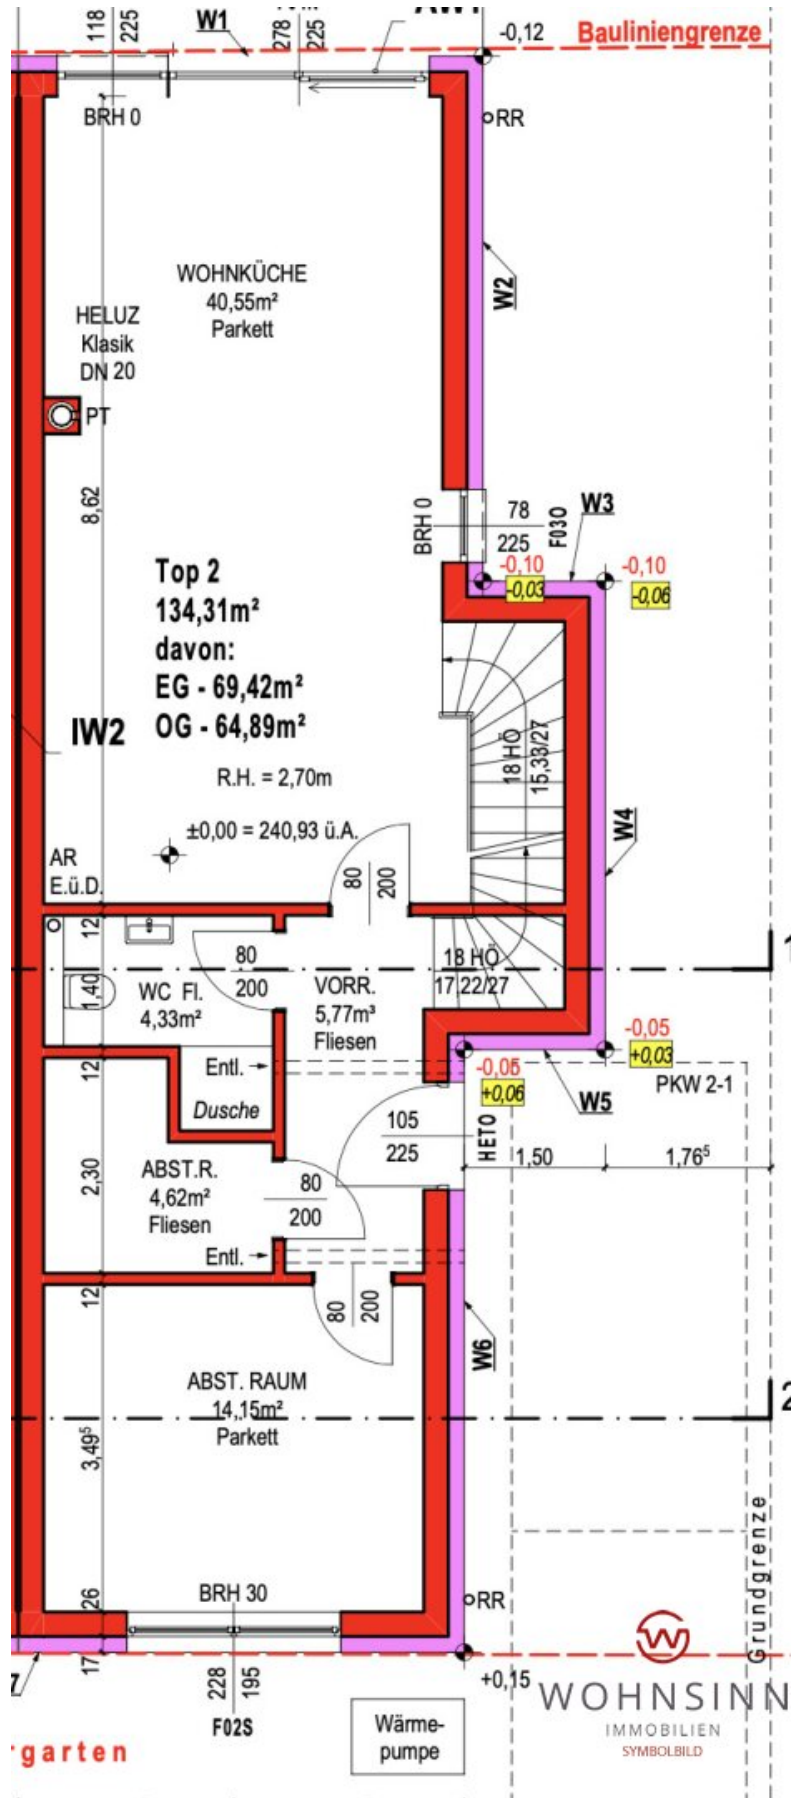 118
225
W1
278
225
-0,12
Bauliniengrenze
BRH 0
RR
WOHNKÜCHE
40,55m²
Parkett
W2
HELUZ
Klasik
DN 20
PT
8,62
BRH 0
78
225
F03O
W3
-0,10
-0,03
-0,10
-0,06
Top 2
134,31m²
davon:
EG - 69,42m²
OG - 64,89m²
IW2
R.H. = 2,70m
±0,00 = 240,93 ü.A.
18 HÖ
15,33/27
W4
AR
E.ü.D.
80
200
12
1,40
WC Fl.
4,33m²
80
200
VORR.
5,77m³
Fliesen
18 HÖ
17,22/27
1
-0,05
+0,03
-0,05
+0,06
W5
PKW 2-1
Entl.
12
Dusche
105
225
HETO
1,50
1,76⁵
2,30
ABST.R.
4,62m²
Fliesen
80
200
Entl.
12
80
200
W6
ABST. RAUM
14,15m²
Parkett
2
3,49⁵
Grundgrenze
26
BRH 30
RR
17
7
228
195
F02S
+0,15
Wärme-
pumpe
WOHNSINN
IMMOBILIEN
SYMBOLBILD
rgarten